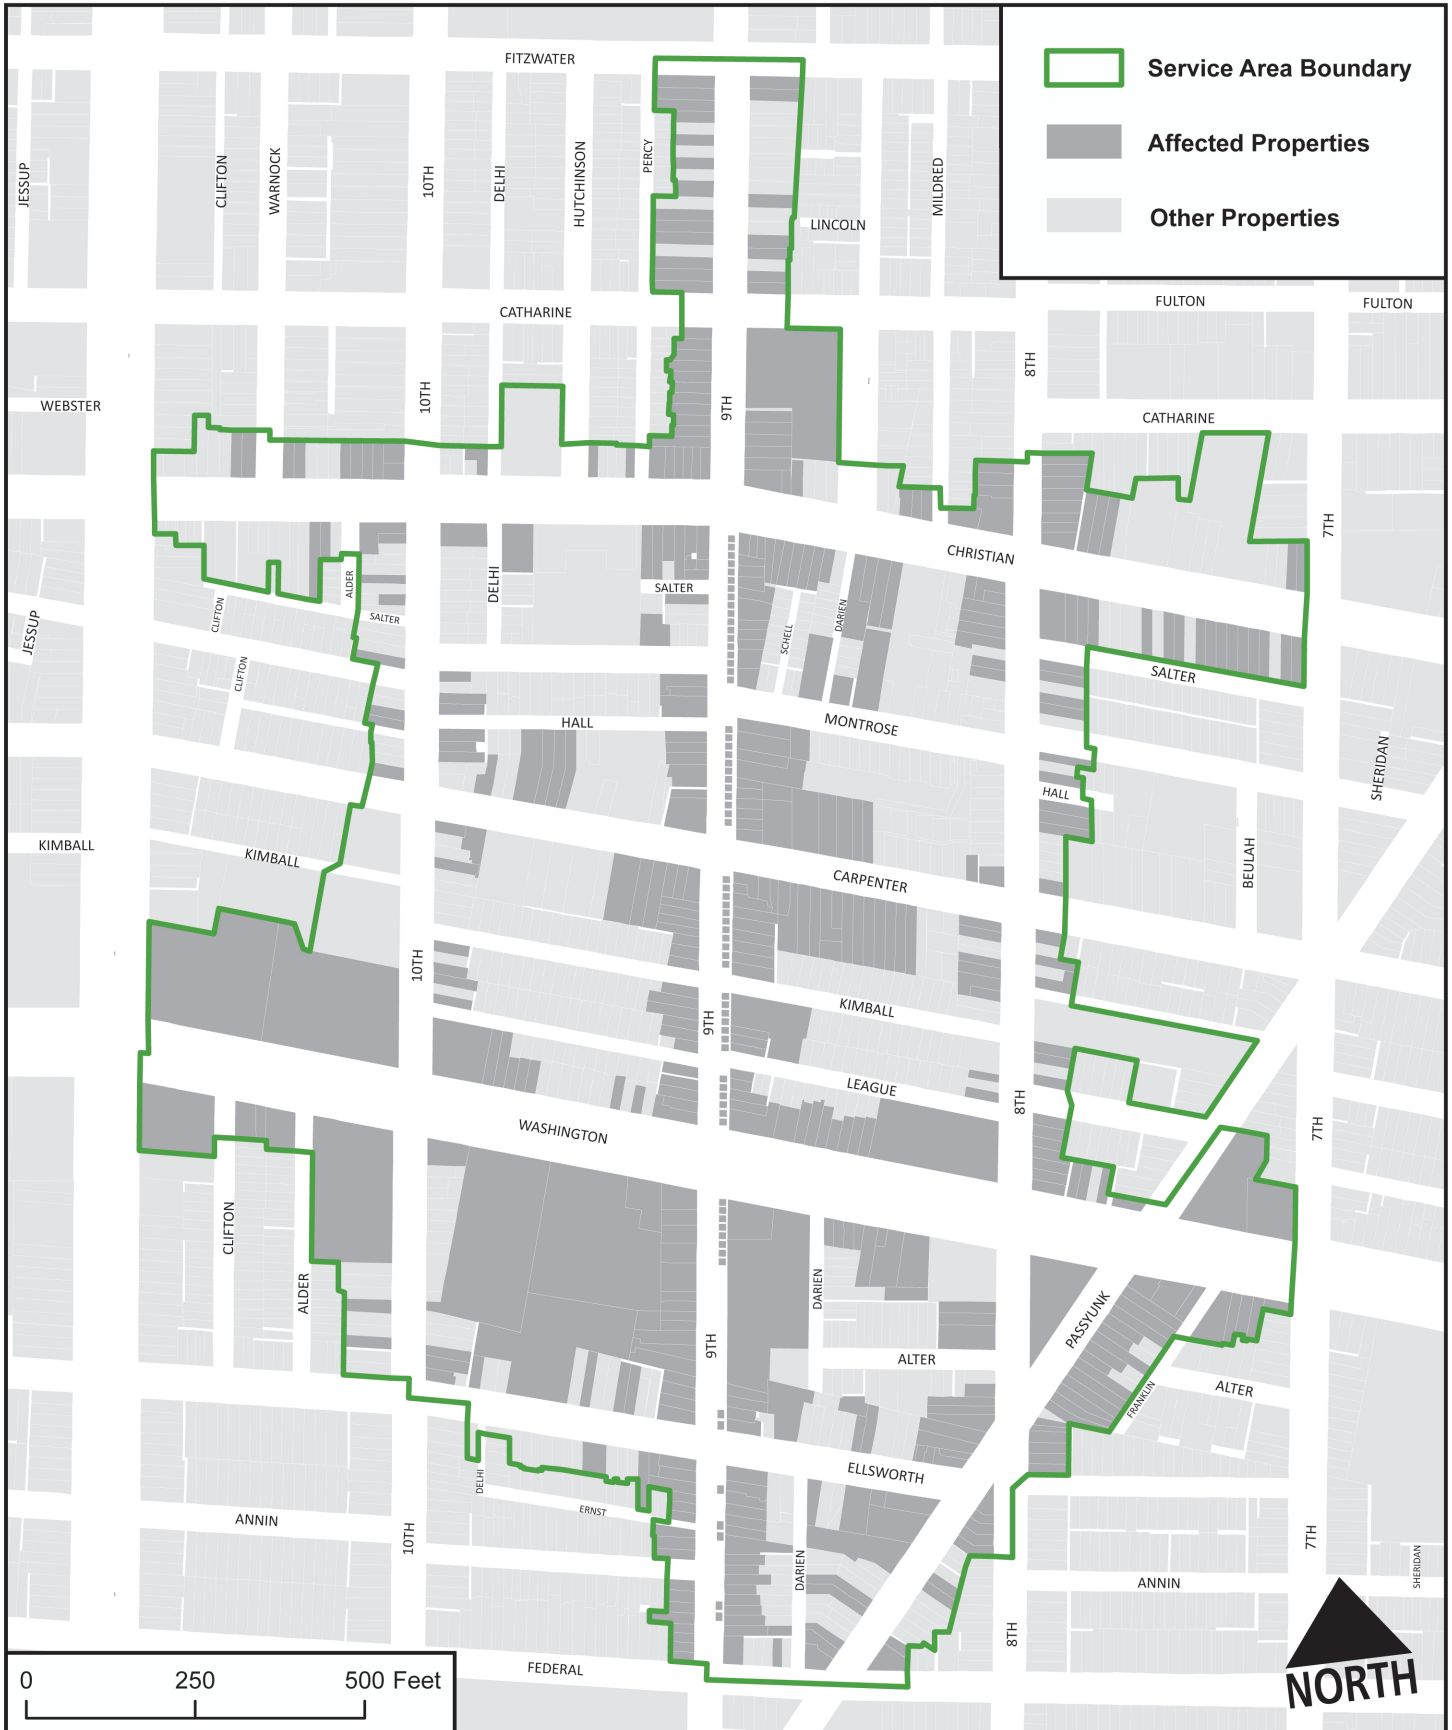 FITZWATER
Service Area Boundary
Affected Properties
Other Properties
JESSUP
CLIFTON
WARNOCK
10TH
DELHI
HUTCHINSON
PERCY
LINCOLN
MILDRED
CATHARINE
FULTON
FULTON
WEBSTER
10TH
9TH
8TH
CATHARINE
7TH
CHRISTIAN
JESSUP
CLIFTON
ALDER
SALTER
DELHI
SALTER
SCHELL
DARIEN
CLIFTON
SALTER
HALL
MONTROSE
SHERIDAN
HALL
KIMBALL
KIMBALL
CARPENTER
BEULAH
10TH
9TH
KIMBALL
LEAGUE
8TH
7TH
WASHINGTON
CLIFTON
ALDER
DARIEN
PASSYUNK
9TH
ALTER
FRANKLIN
ALTER
DELHI
ELLSWORTH
ERNST
ANNIN
10TH
DARIEN
7TH
SHERIDAN
ANNIN
8TH
FEDERAL
0 250 500 Feet
NORTH